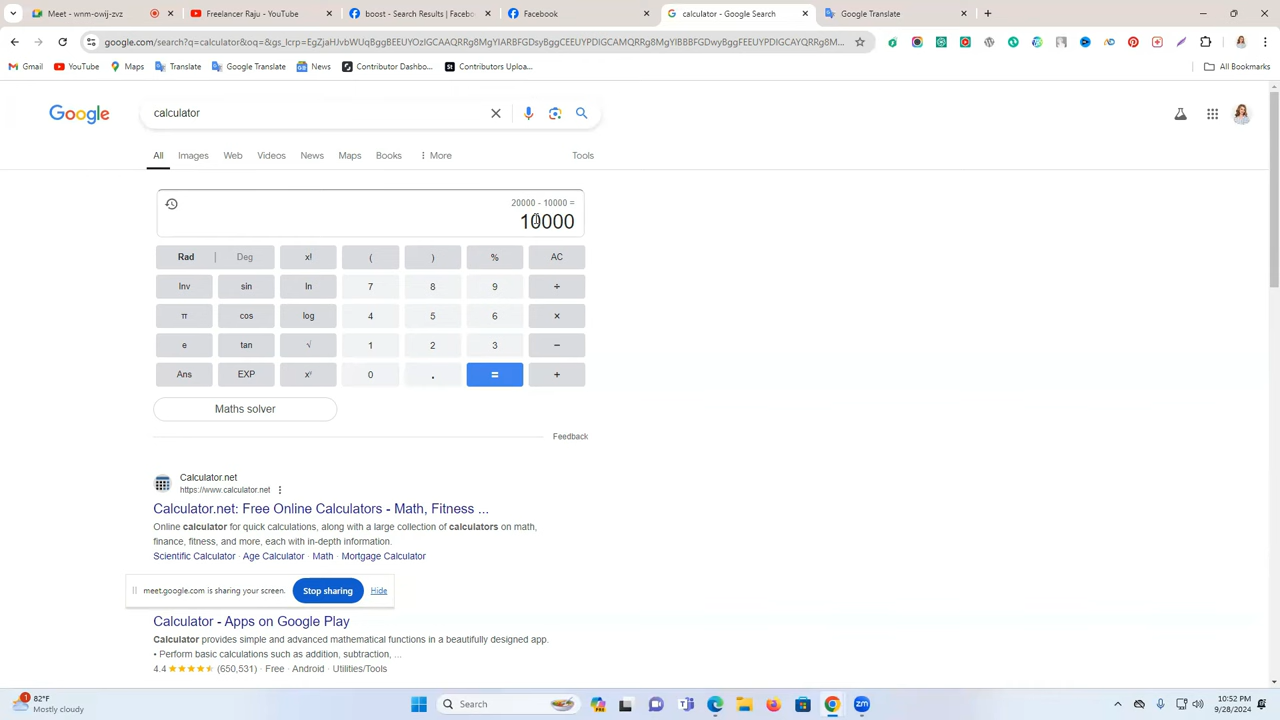 Meet - owm-owij-zvz
Freelancer Raju - YouTube
boost - Search Results | Facebo
Facebook
calculator - Google Search
Google Translate
google.com/search?q=calculator&oq=&gs_lcrp=EgZjaHJvbWUqBggBEEUYOzIGCAAQRRg8MgYIARBFGDsyBggCEEUYPDIGCAMQRRg8MgYIBBBFGDwyBggFEEUYPDIGCAYQRRg8MgYIBxBFGDzSAQ...
Gmail
YouTube
Maps
Translate
Google Translate
News
Contributor Dashbo...
Contributors Uploa...
All Bookmarks
Google
calculator
All
Images
Web
Videos
News
Maps
Books
More
Tools
20000 - 10000 =
10000
Rad | Deg x! ( ) % AC
Inv sin ln 7 8 9 ÷
π cos log 4 5 6 ×
e tan √ 1 2 3 −
Ans EXP xʸ 0 . = +
Maths solver
Feedback
Calculator.net
https://www.calculator.net
Calculator.net: Free Online Calculators - Math, Fitness ...
Online calculator for quick calculations, along with a large collection of calculators on math,
finance, fitness, and more, each with in-depth information.
Scientific Calculator · Age Calculator · Math · Mortgage Calculator
meet.google.com is sharing your screen.
Stop sharing
Hide
Calculator - Apps on Google Play
Calculator provides simple and advanced mathematical functions in a beautifully designed app.
• Perform basic calculations such as addition, subtraction, ...
4.4 ★★★★★ (650,531) · Free · Android · Utilities/Tools
1
82°F
Mostly cloudy
Search
zm
10:52 PM
9/28/2024